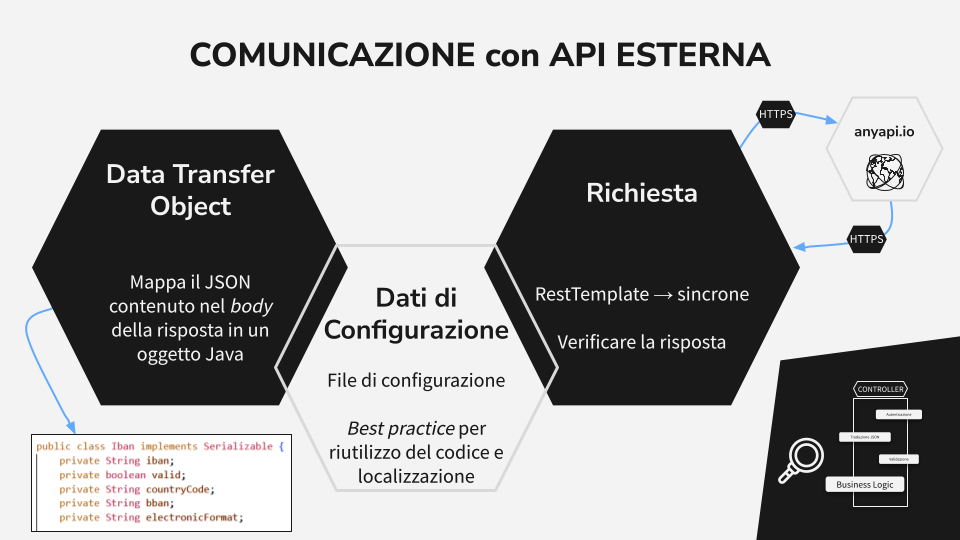 COMUNICAZIONE con API ESTERNA
HTTPS
anyapi.io
HTTPS
Data Transfer
Object
Mappa il JSON
contenuto nel body
della risposta in un
oggetto Java
Dati di
Configurazione
File di configurazione
Best practice per
riutilizzo del codice e
localizzazione
Richiesta
RestTemplate → sincrone
Verificare la risposta
public class Iban implements Serializable {
private String iban;
private boolean valid;
private String countryCode;
private String bban;
private String electronicFormat;
CONTROLLER
Autenticazione
Traduzione JSON
Validazione
Business Logic